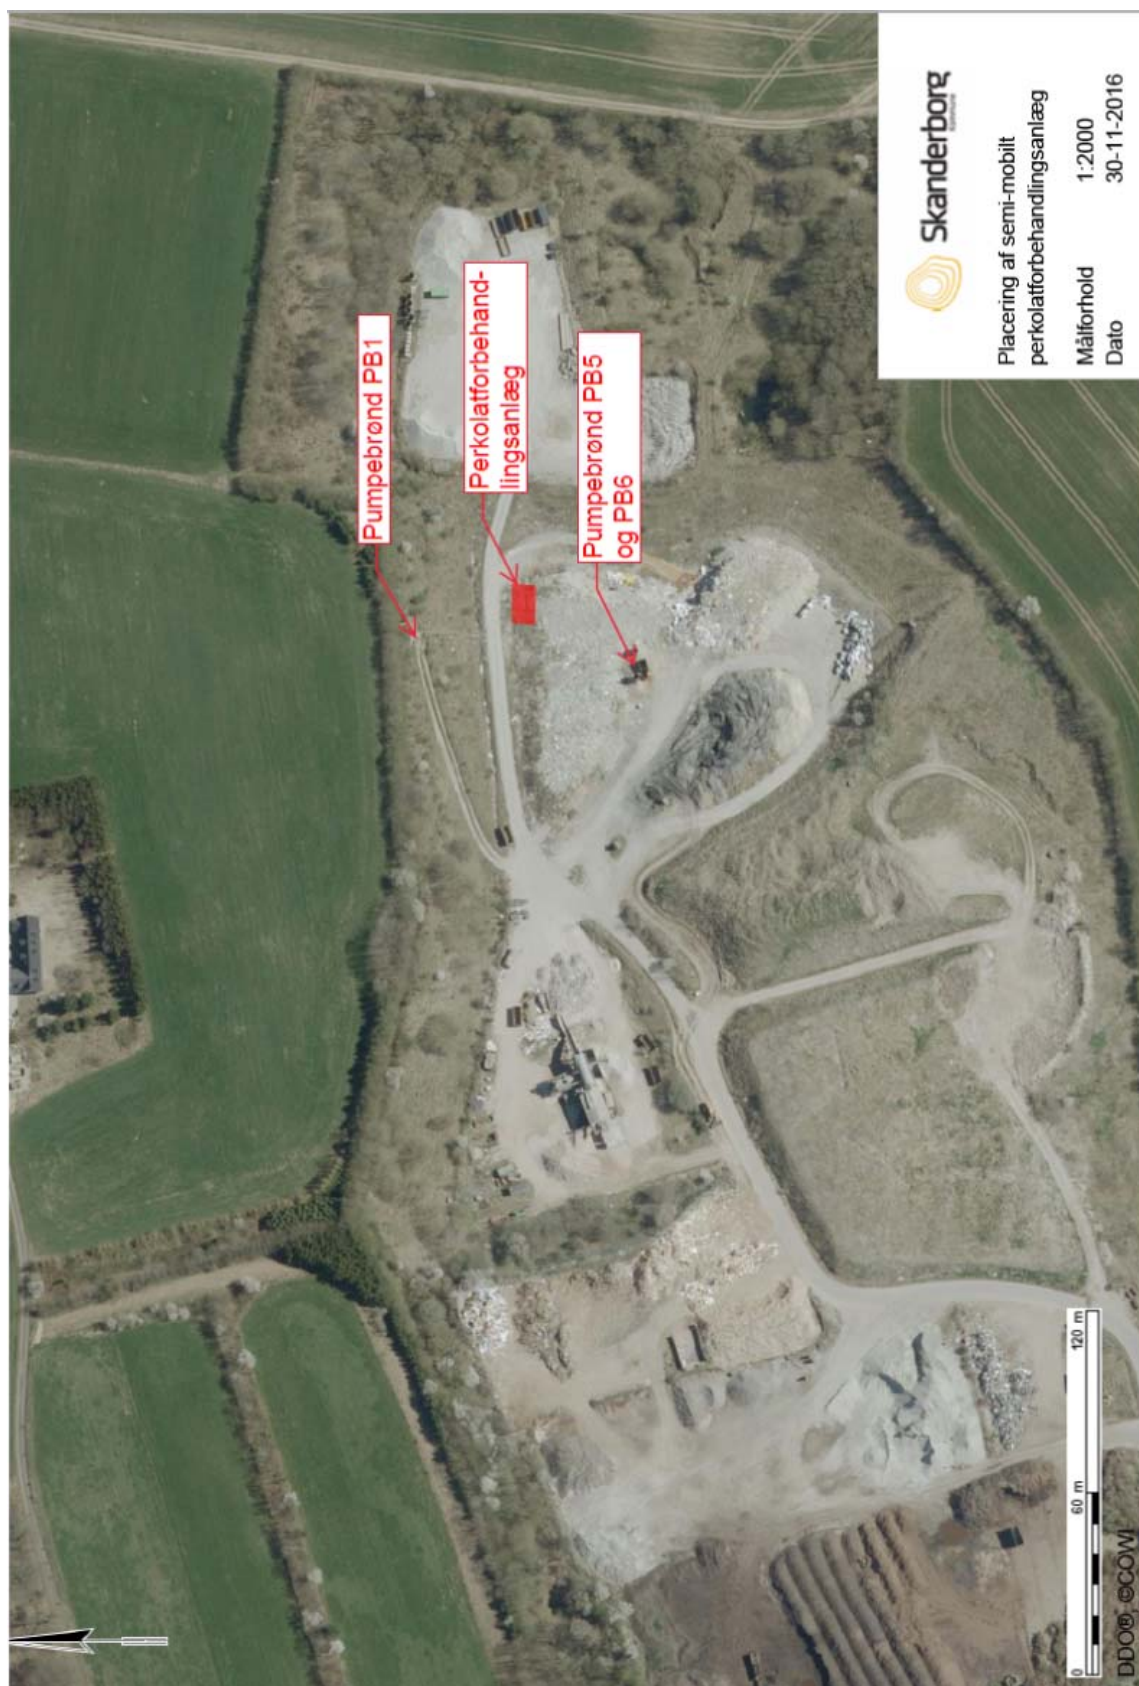 Pumpebrønd PB1
Perkolatforbehand-
lingsanlæg
Pumpebrønd PB5
og PB6
Skanderborg
Kommune
Placering af semi-mobilt
perkolatforbehandlingsanlæg
Målforhold 1:2000
Dato 30-11-2016
0 60 m 120 m
DDO®, ©COWI